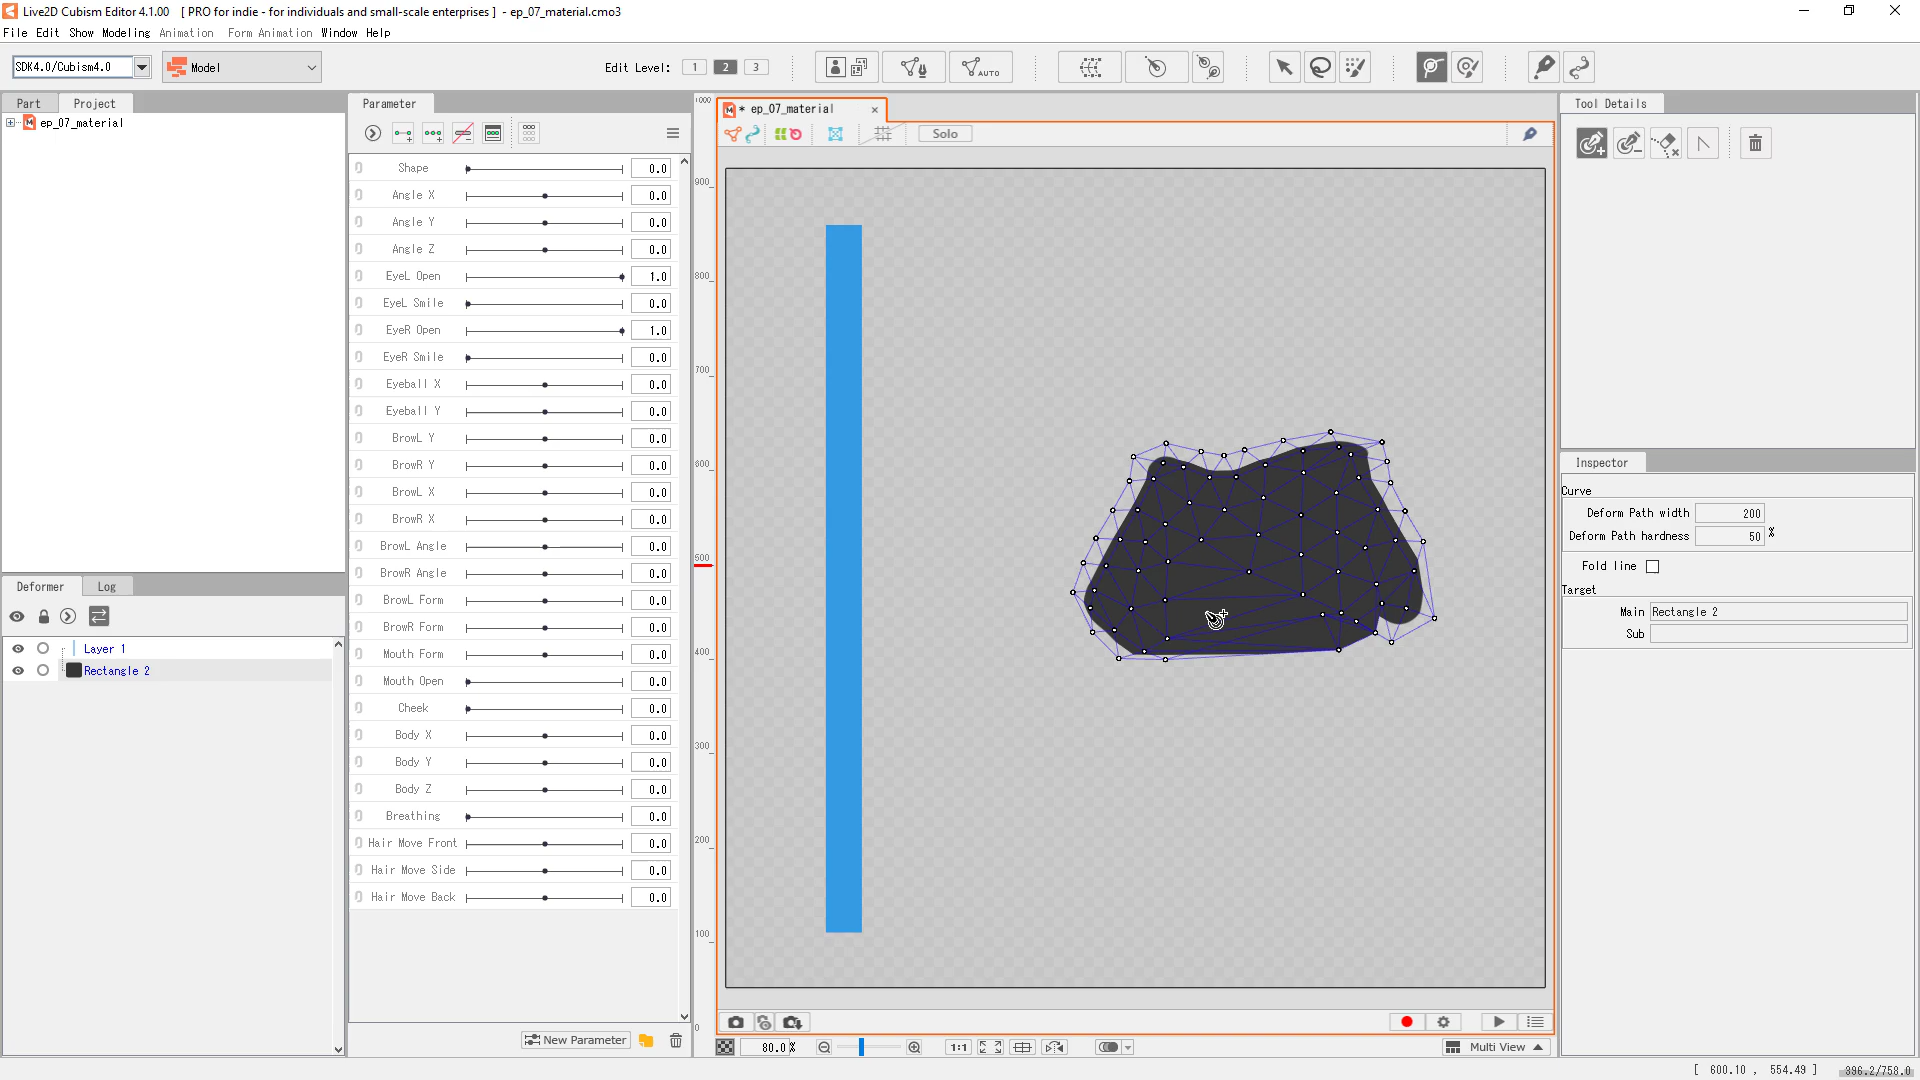 Live2D Cubism Editor 4.1.00 [ PRO for indie - for individuals and small-scale enterprises ] - ep_07_material.cmo3
File Edit Show Modeling Animation Form Animation Window Help
SDK4.0/Cubism4.0 Model Edit Level: 1 2 3 AUTO
Part Project
ep_07_material
Parameter
Shape 0.0
Angle X 0.0
Angle Y 0.0
Angle Z 0.0
EyeL Open 1.0
EyeL Smile 0.0
EyeR Open 1.0
EyeR Smile 0.0
Eyeball X 0.0
Eyeball Y 0.0
BrowL Y 0.0
BrowR Y 0.0
BrowL X 0.0
BrowR X 0.0
BrowL Angle 0.0
BrowR Angle 0.0
BrowL Form 0.0
BrowR Form 0.0
Mouth Form 0.0
Mouth Open 0.0
Cheek 0.0
Body X 0.0
Body Y 0.0
Body Z 0.0
Breathing 0.0
Hair Move Front 0.0
Hair Move Side 0.0
Hair Move Back 0.0
New Parameter
Deformer Log
Layer 1
Rectangle 2
* ep_07_material
Solo
1000
900
800
700
600
500
400
300
200
100
0
80.0% 1:1 Multi View
Tool Details
Inspector
Curve
Deform Path width 200
Deform Path hardness 50 %
Fold line
Target
Main Rectangle 2
Sub
[ 600.10 , 554.49 ] 396.2/758.0